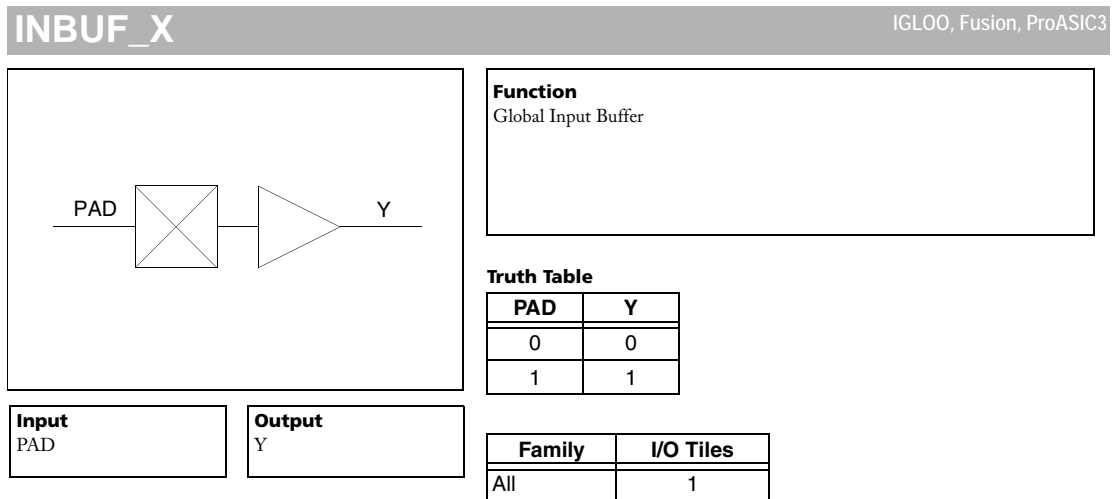 INBUF_X
IGLOO, Fusion, ProASIC3
PAD Y
Function
Global Input Buffer
Truth Table
PAD Y
0 0
1 1
Input
PAD
Output
Y
Family I/O Tiles
All 1